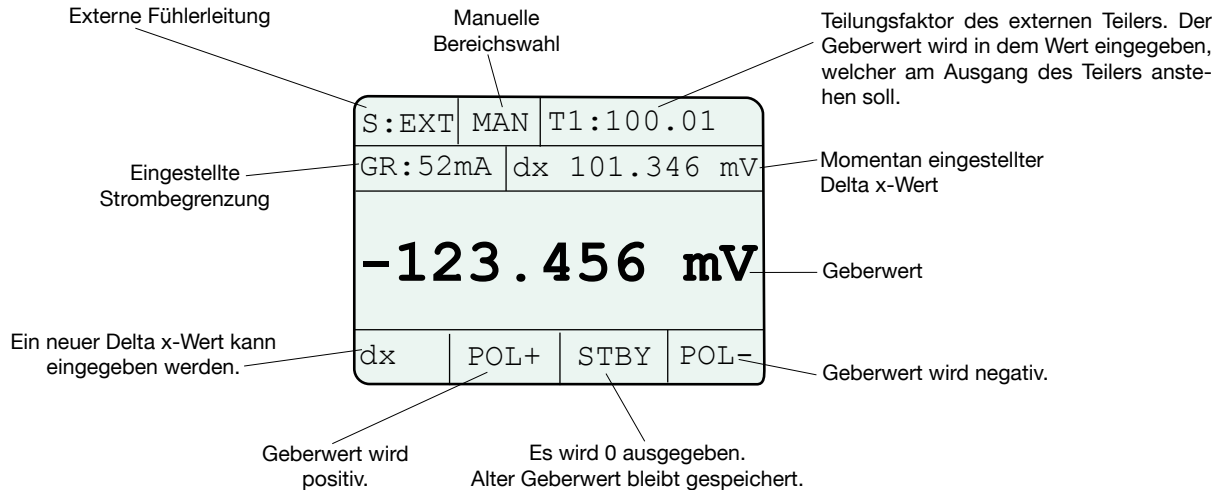 Externe Fühlerleitung
Manuelle
Bereichswahl
Teilungsfaktor des externen Teilers. Der
Geberwert wird in dem Wert eingegeben,
welcher am Ausgang des Teilers anste-
hen soll.
S:EXT MAN T1:100.01
GR:52mA dx 101.346 mV
Eingestellte
Strombegrenzung
Momentan eingestellter
Delta x-Wert
-123.456 mV
Geberwert
Ein neuer Delta x-Wert kann
eingegeben werden.
dx POL+ STBY POL-
Geberwert wird negativ.
Geberwert wird
positiv.
Es wird 0 ausgegeben.
Alter Geberwert bleibt gespeichert.